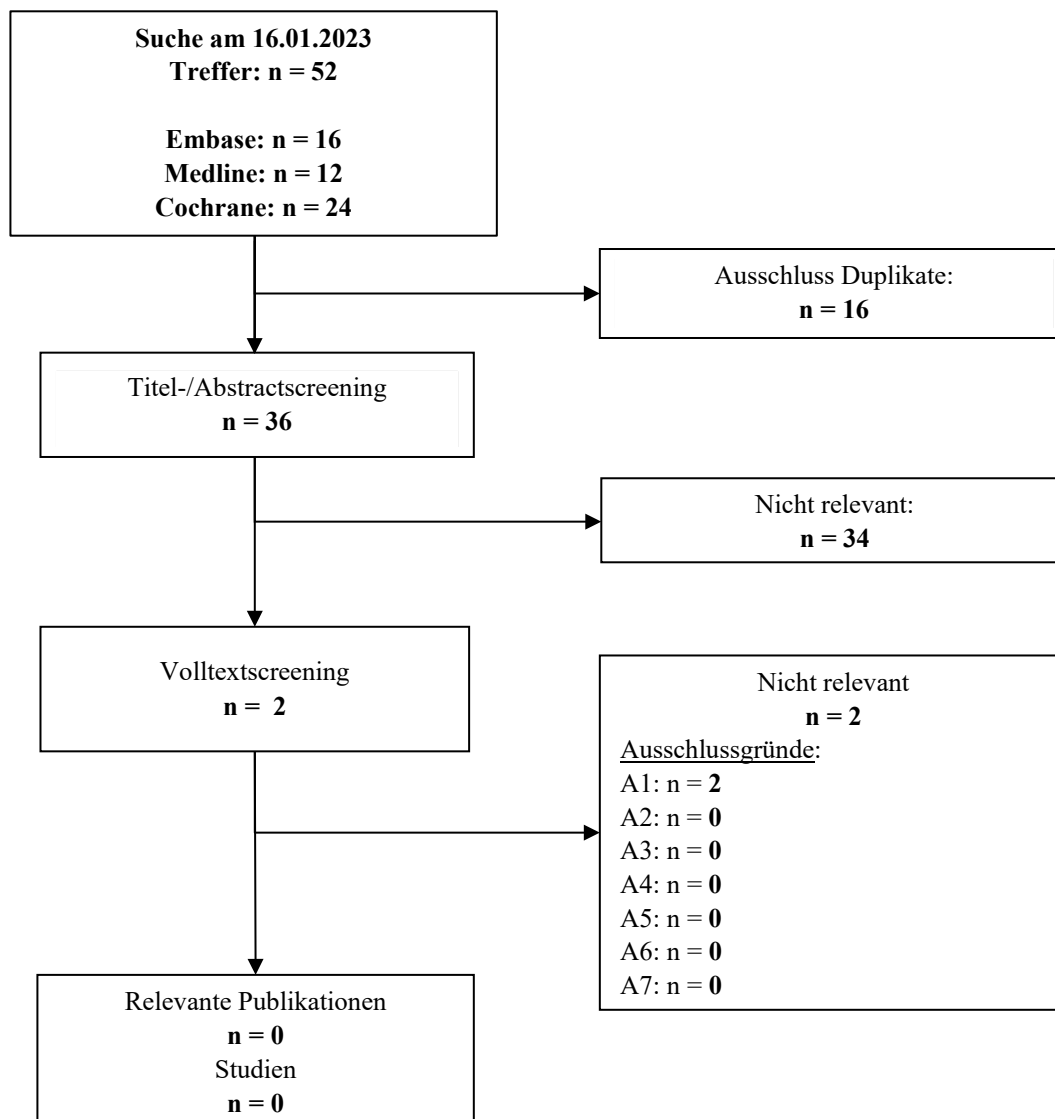 Suche am 16.01.2023
Treffer: n = 52
Embase: n = 16
Medline: n = 12
Cochrane: n = 24
Ausschluss Duplikate:
n = 16
Titel-/Abstractscreening
n = 36
Nicht relevant:
n = 34
Volltextscreening
n = 2
Nicht relevant
n = 2
Ausschlussgründe:
A1: n = 2
A2: n = 0
A3: n = 0
A4: n = 0
A5: n = 0
A6: n = 0
A7: n = 0
Relevante Publikationen
n = 0
Studien
n = 0